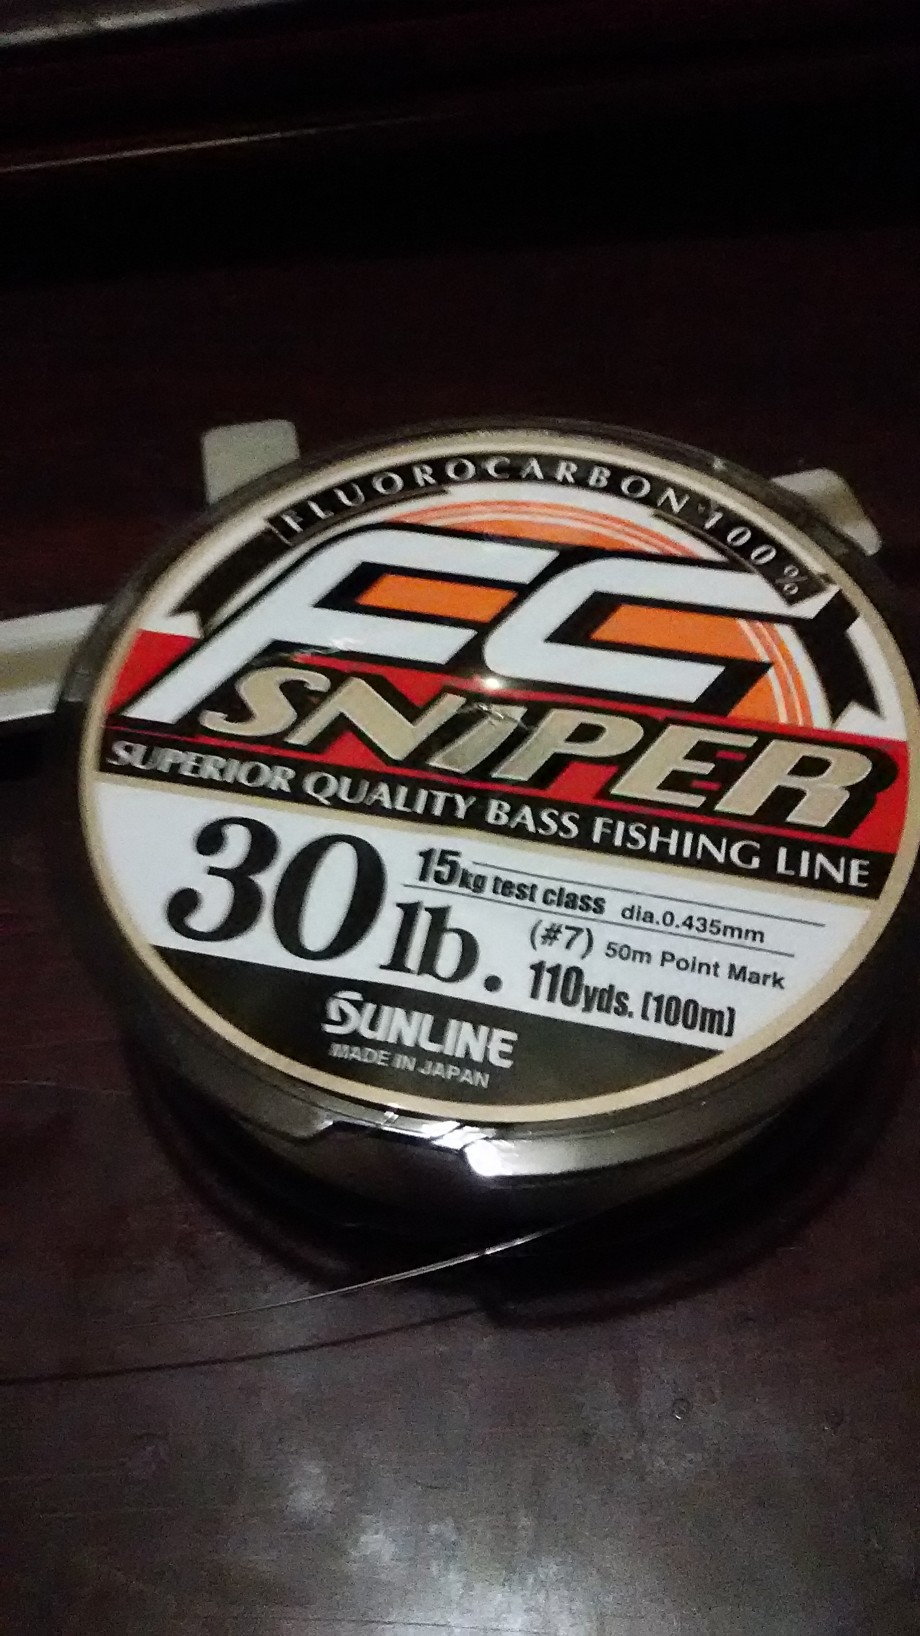 FLUOROCARBON 100%
FC
SNIPER
SUPERIOR QUALITY BASS FISHING LINE
30lb.
15kg test class dia.0.435mm
(#7) 50m Point Mark
110yds. [100m]
SUNLINE
MADE IN JAPAN